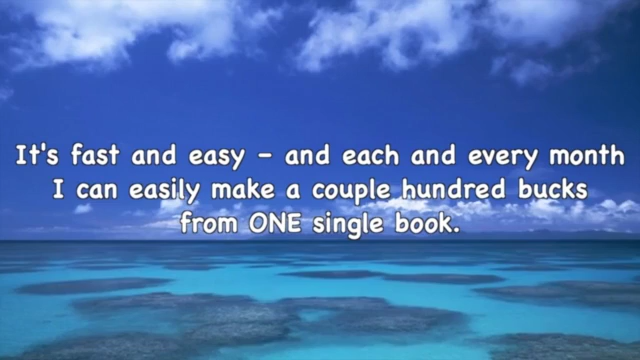 It's fast and easy – and each and every month
I can easily make a couple hundred bucks
from ONE single book.